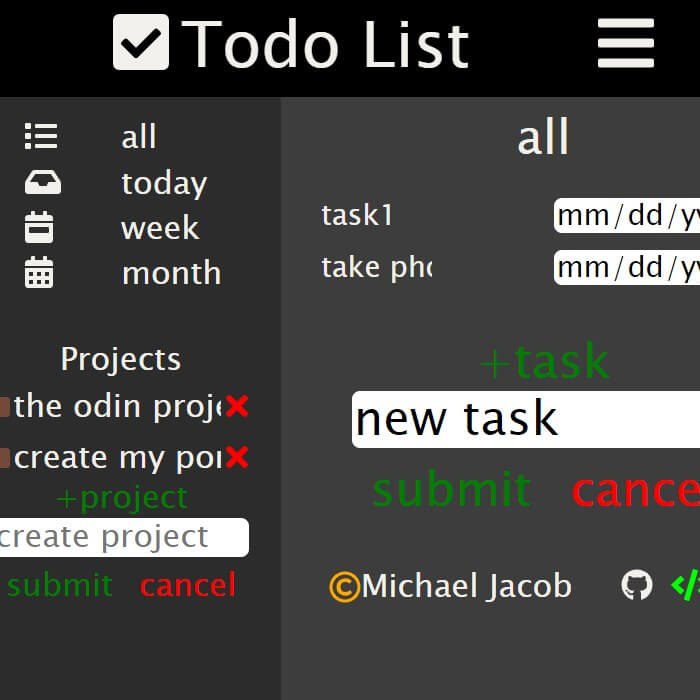 Todo List
all
today
week
month
Projects
the odin proj
create my por
+project
create project
submit cancel
all
task1 mm/dd/yy
take pho mm/dd/yy
+task
new task
submit cance
©Michael Jacob